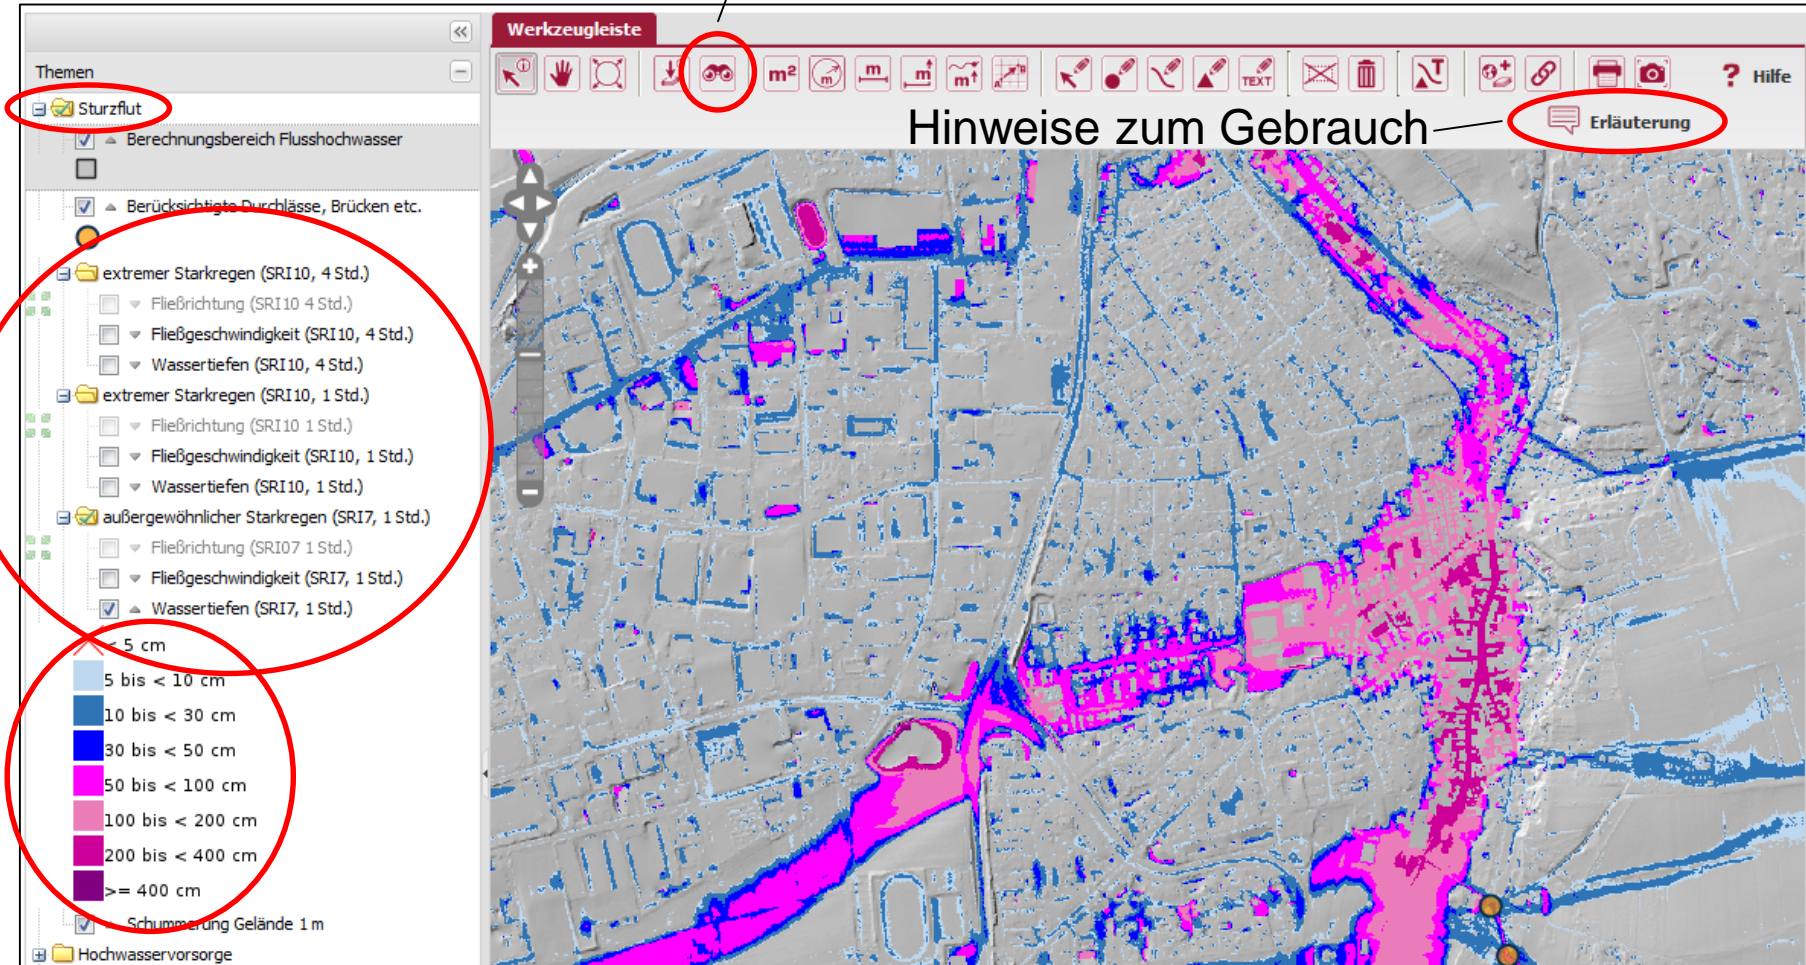 Werkzeugleiste
Themen
m² m m m m TEXT T
? Hilfe
Sturzflut
Hinweise zum Gebrauch
Erläuterung
Berechnungsbereich Flusshochwasser
Berücksichtigte Durchlässe, Brücken etc.
extremer Starkregen (SRI10, 4 Std.)
Fließrichtung (SRI10 4 Std.)
Fließgeschwindigkeit (SRI10, 4 Std.)
Wassertiefen (SRI10, 4 Std.)
extremer Starkregen (SRI10, 1 Std.)
Fließrichtung (SRI10 1 Std.)
Fließgeschwindigkeit (SRI10, 1 Std.)
Wassertiefen (SRI10, 1 Std.)
außergewöhnlicher Starkregen (SRI7, 1 Std.)
Fließrichtung (SRI07 1 Std.)
Fließgeschwindigkeit (SRI7, 1 Std.)
Wassertiefen (SRI7, 1 Std.)
< 5 cm
5 bis < 10 cm
10 bis < 30 cm
30 bis < 50 cm
50 bis < 100 cm
100 bis < 200 cm
200 bis < 400 cm
>= 400 cm
Schummerung Gelände 1 m
Hochwasservorsorge